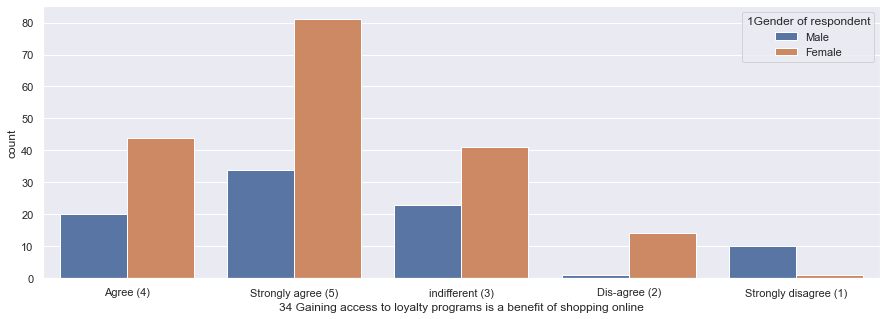 1Gender of respondent
Male
Female
80
70
60
50
40
30
20
10
0
count
Agree (4)
Strongly agree (5)
indifferent (3)
Dis-agree (2)
Strongly disagree (1)
34 Gaining access to loyalty programs is a benefit of shopping online